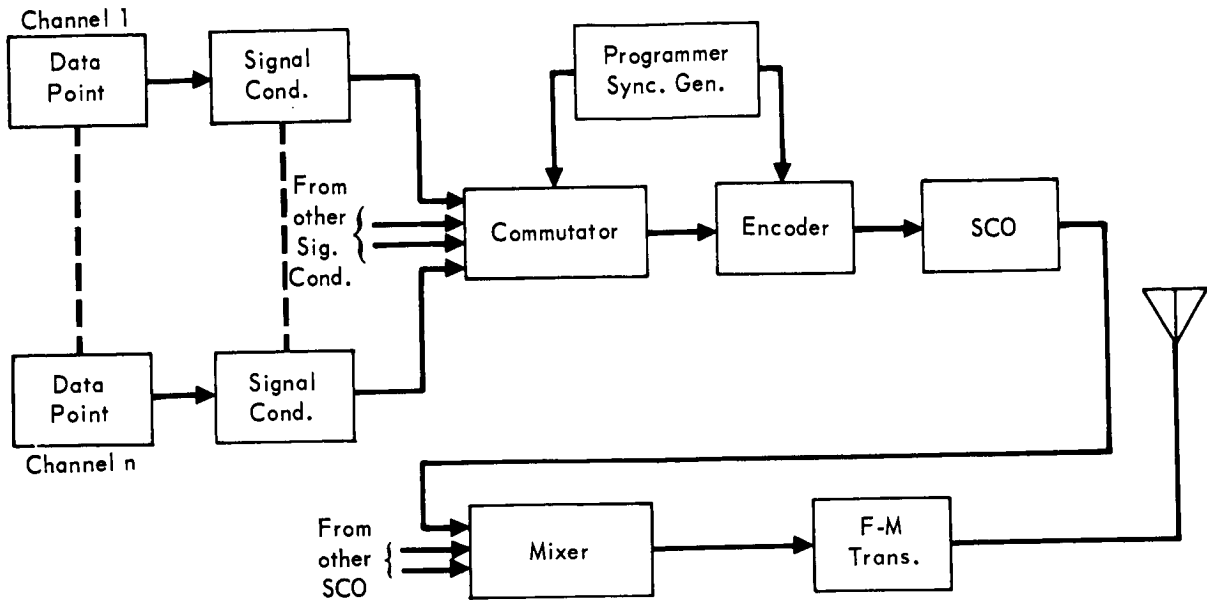 Channel 1
Data
Point
Signal
Cond.
Programmer
Sync. Gen.
From
other
Sig.
Cond.
Commutator
Encoder
SCO
Data
Point
Channel n
Signal
Cond.
From
other
SCO
Mixer
F-M
Trans.